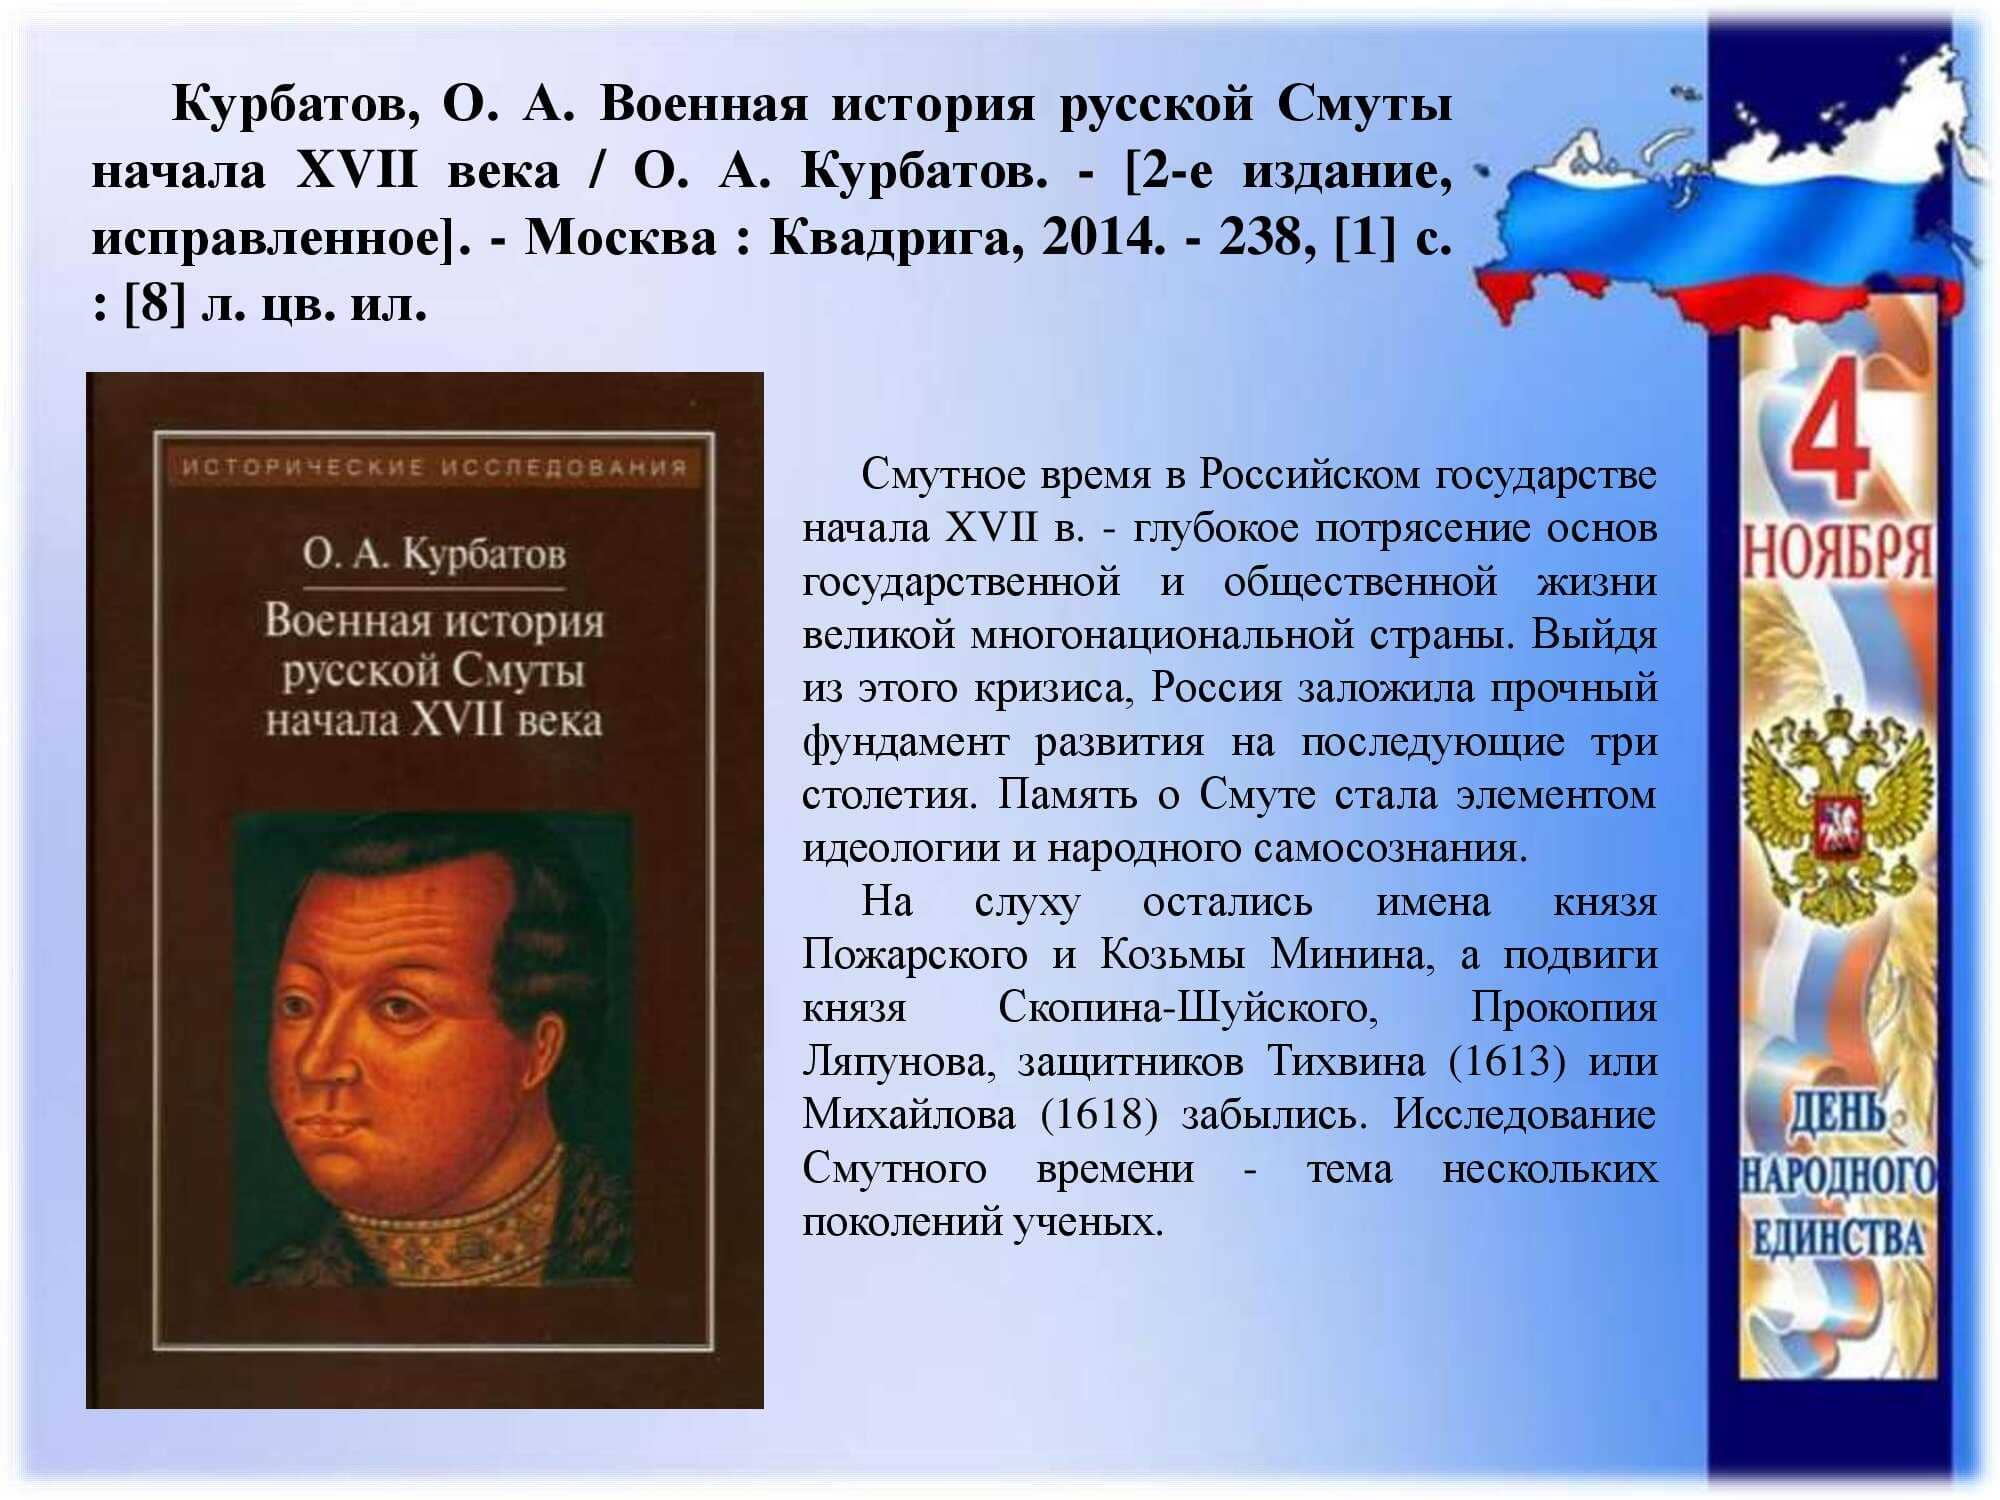 Курбатов, О. А. Военная история русской Смуты
начала XVII века / О. А. Курбатов. - [2-е издание,
исправленное]. - Москва : Квадрига, 2014. - 238, [1] с.
: [8] л. цв. ил.
ИСТОРИЧЕСКИЕ ИССЛЕДОВАНИЯ
О. А. Курбатов
Военная история
русской Смуты
начала XVII века
Смутное время в Российском государстве
начала XVII в. - глубокое потрясение основ
государственной и общественной жизни
великой многонациональной страны. Выйдя
из этого кризиса, Россия заложила прочный
фундамент развития на последующие три
столетия. Память о Смуте стала элементом
идеологии и народного самосознания.
На слуху остались имена князя
Пожарского и Козьмы Минина, а подвиги
князя Скопина-Шуйского, Прокопия
Ляпунова, защитников Тихвина (1613) или
Михайлова (1618) забылись. Исследование
Смутного времени - тема нескольких
поколений ученых.
4
НОЯБРЯ
ДЕНЬ
НАРОДНОГО
ЕДИНСТВА